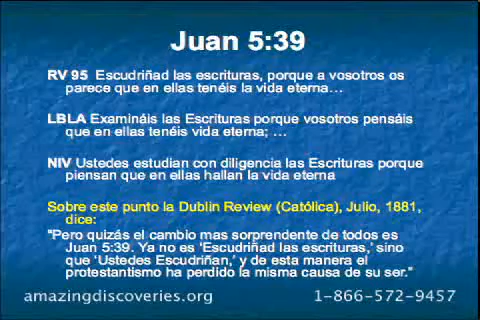 Juan 5:39
RV 95 Escudriñad las escrituras, porque a vosotros os
parece que en ellas tenéis la vida eterna…
LBLA Examináis las Escrituras porque vosotros pensáis
que en ellas tenéis vida eterna; …
NIV Ustedes estudian con diligencia las Escrituras porque
piensan que en ellas hallan la vida eterna
Sobre este punto la Dublin Review (Católica), Julio, 1881,
dice:
"Pero quizás el cambio mas sorprendente de todos es
Juan 5:39. Ya no es 'Escudriñad las escrituras,' sino
que 'Ustedes Escudriñan,' y de esta manera el
protestantismo ha perdido la misma causa de su ser."
amazingdiscoveries.org 1-866-572-9457